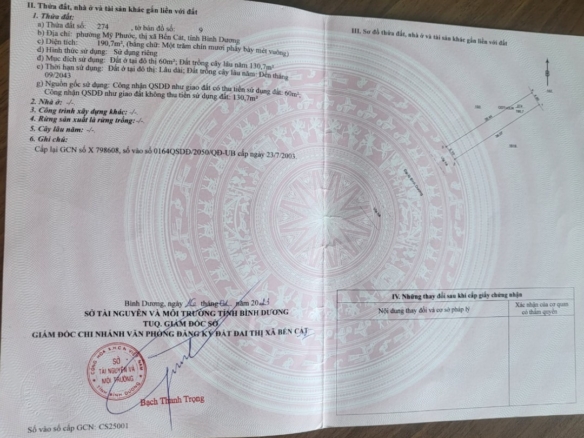 II. Thửa đất, nhà ở và tài sản khác gắn liền với đất
1. Thửa đất:
a) Thửa đất số: 274 , tờ bản đồ số: 9
b) Địa chỉ: phường Mỹ Phước, thị xã Bến Cát, tỉnh Bình Dương
c) Diện tích: 190,7m², (bằng chữ: Một trăm chín mươi phẩy bảy mét vuông)
d) Hình thức sử dụng: Sử dụng riêng
đ) Mục đích sử dụng: Đất ở tại đô thị 60m²; Đất trồng cây lâu năm 130,7m²
e) Thời hạn sử dụng: Đất ở tại đô thị: Lâu dài; Đất trồng cây lâu năm: Đến tháng
09/2043
g) Nguồn gốc sử dụng: Công nhận QSDĐ như giao đất có thu tiền sử dụng đất: 60m²;
Công nhận QSDĐ như giao đất không thu tiền sử dụng đất: 130,7m²
2. Nhà ở: -/-
3. Công trình xây dựng khác: -/-
4. Rừng sản xuất là rừng trồng: -/-
5. Cây lâu năm: -/-
6. Ghi chú:
Cấp lại GCN số X 798608, số vào sổ 0164QSDĐ/2050/QĐ-UB cấp ngày 23/7/2003.
Bình Dương, ngày tháng năm
SỞ TÀI NGUYÊN VÀ MÔI TRƯỜNG TỈNH BÌNH DƯƠNG
TUQ. GIÁM ĐỐC SỞ
GIÁM ĐỐC CHI NHÁNH VĂN PHÒNG ĐĂNG KÝ ĐẤT ĐAI THỊ XÃ BẾN CÁT
SỞ
TÀI NGUYÊN VÀ
MÔI TRƯỜNG
Bạch Thanh Trọng
Số vào sổ cấp GCN: CS25001
III. Sơ đồ thửa đất, nhà ở và tài sản khác gắn liền với đất
IV. Những thay đổi sau khi cấp giấy chứng nhận
Nội dung thay đổi và cơ sở pháp lý
Xác nhận của cơ quan
có thẩm quyền